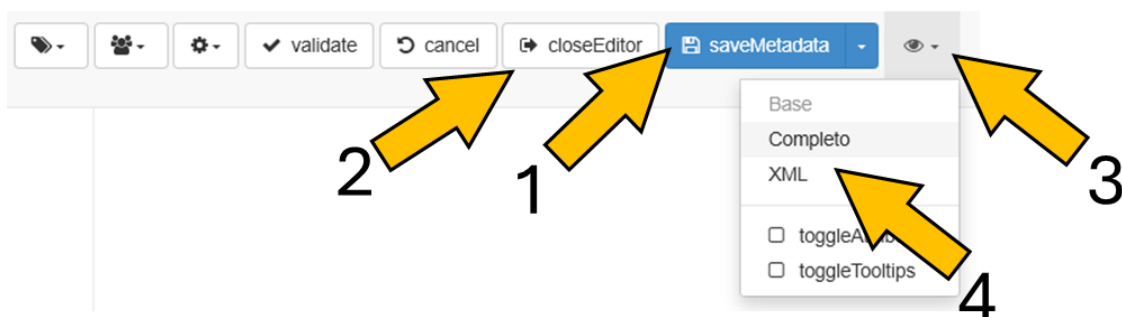 validate cancel closeEditor saveMetadata
Base
Completo
XML
2 1 3
toggleTooltips
4